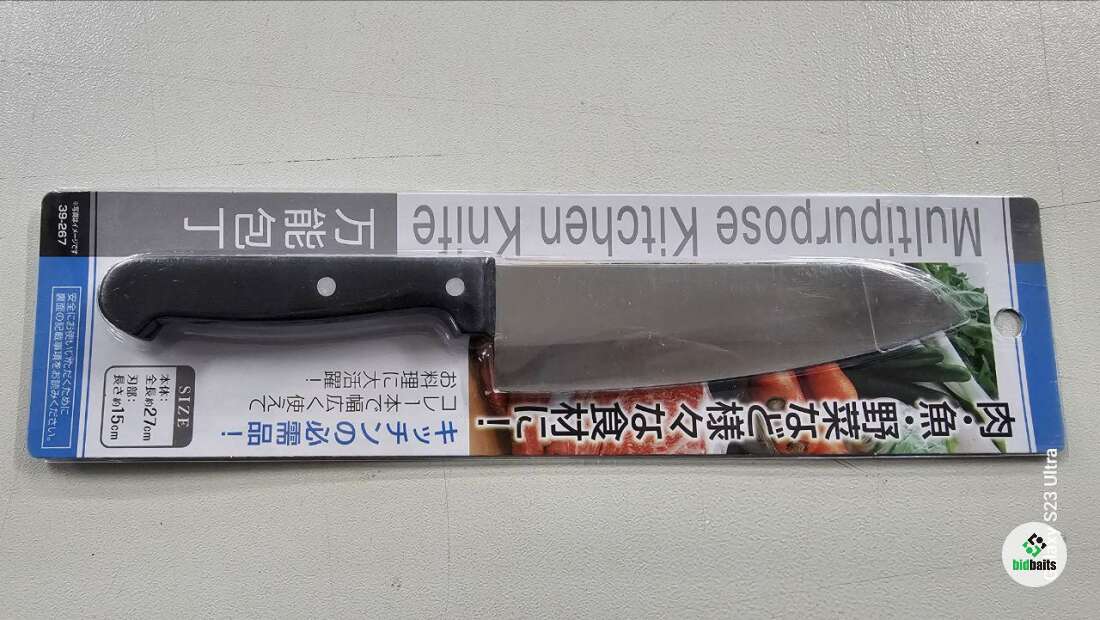 Multipurpose Kitchen Knife
万能包丁
※写真はイメージです
39-267
肉・魚・野菜など様々な食材に!
キッチンの必需品!
コレ一本で幅広く使えて
お料理に大活躍!
SIZE
本体:
全長約27cm
刃部:
長さ約15cm
安全にお使いいただくために
裏面の記載事項をお読みください。
Galaxy S23 Ultra
bidbaits